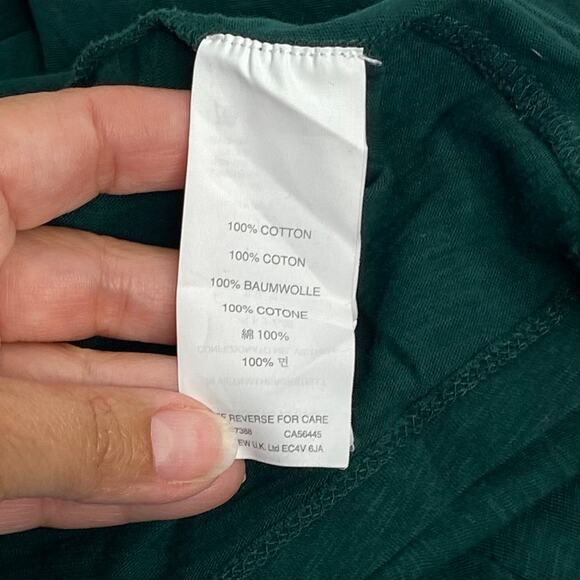 100% COTTON
100% COTON
100% BAUMWOLLE
100% COTONE
綿 100%
100% 면
REVERSE FOR CARE
7388 CA56445
U.K. Ltd EC4V 6JA